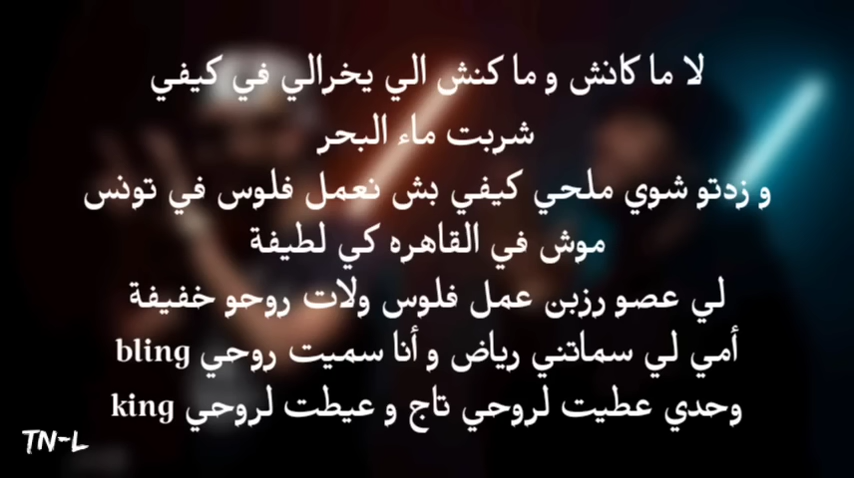 لا ما كانش و ما كنش الي يخرالي في كيفي
شربت ماء البحر
و زدتو شوي ملحي كيفي بش نعمل فلوس في تونس
موش في القاهره كي لطيفة
لي عصو رزبن عمل فلوس ولات روحو خفيفة
أمي لي سماتني رياض و أنا سميت روحي bling
وحدي عطيت لروحي تاج و عيطت لروحي king
TN-L